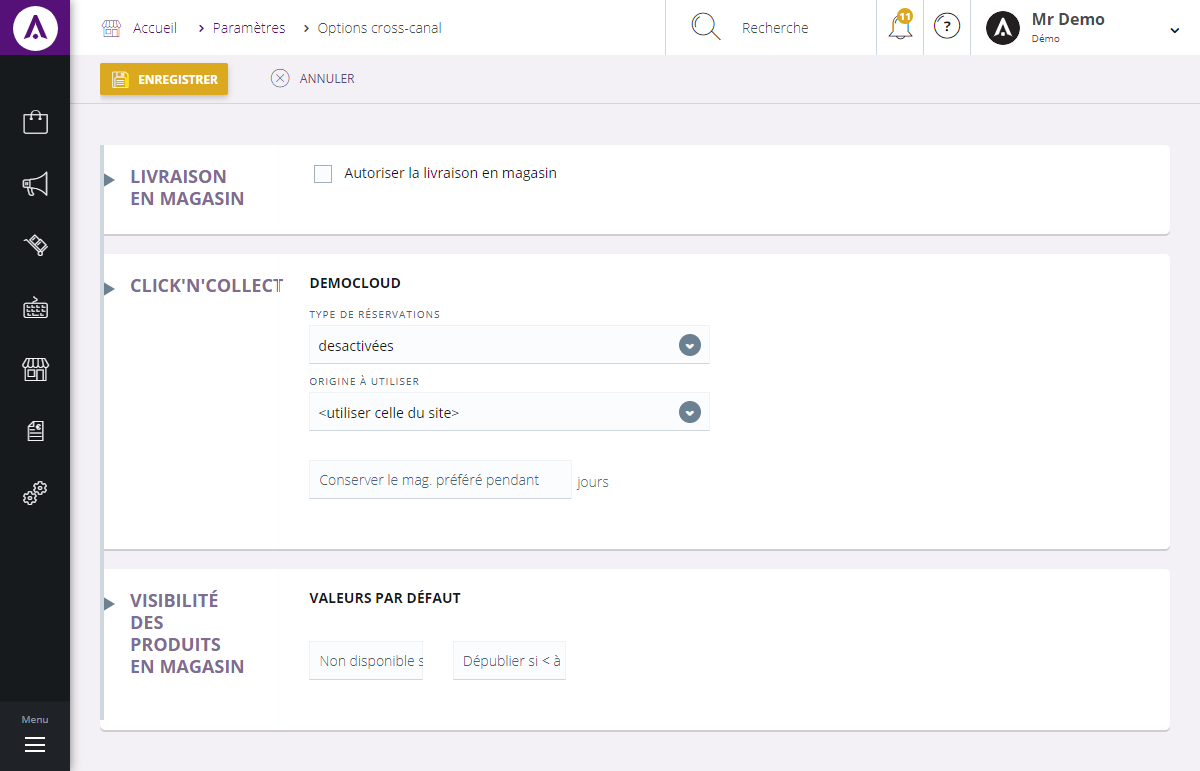 Accueil > Paramètres > Options cross-canal
Recherche
11
?
Mr Demo
Démo
ENREGISTRER
ANNULER
LIVRAISON
EN MAGASIN
Autoriser la livraison en magasin
CLICK'N'COLLECT
DEMOCLOUD
TYPE DE RÉSERVATIONS
desactivées
ORIGINE À UTILISER
<utiliser celle du site>
Conserver le mag. préféré pendant
jours
VISIBILITÉ
DES
PRODUITS
EN MAGASIN
VALEURS PAR DÉFAUT
Non disponible s
Dépublier si < à
Menu